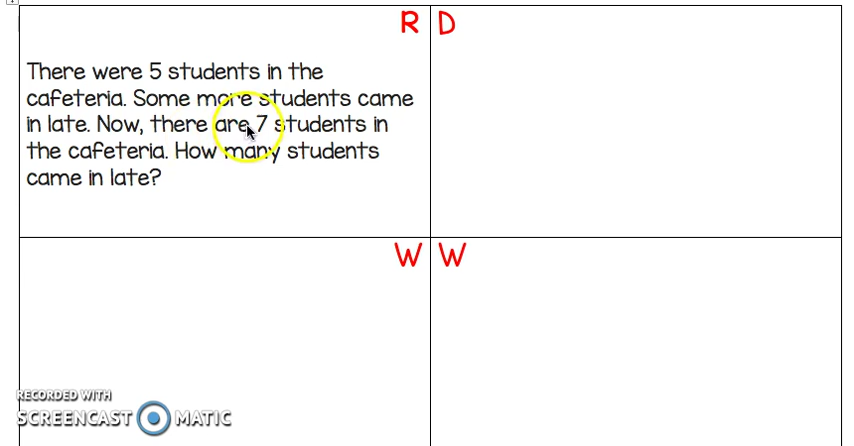 R D
There were 5 students in the
cafeteria. Some more students came
in late. Now, there are 7 students in
the cafeteria. How many students
came in late?
W W
RECORDED WITH
SCREENCAST MATIC